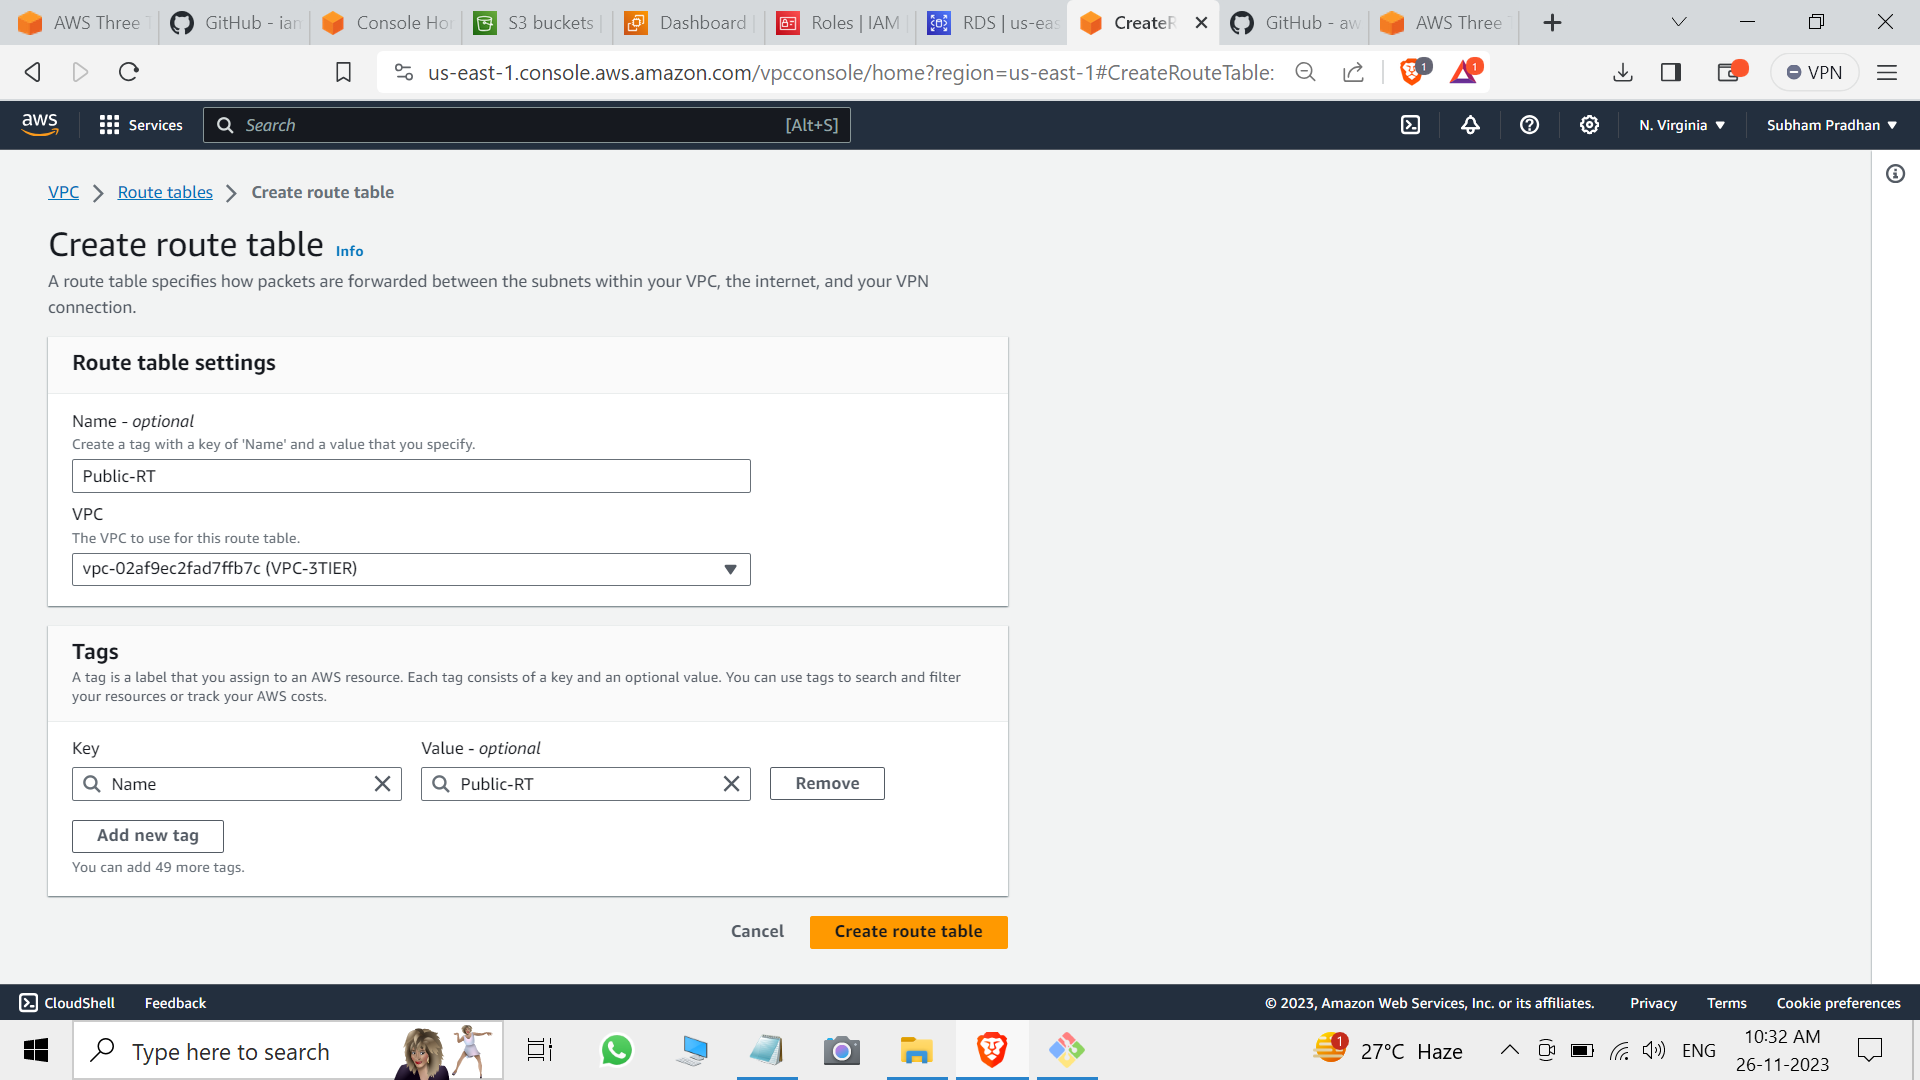 AWS Three T
GitHub - iam
Console Hom
S3 buckets
Dashboard
Roles | IAM
RDS | us-eas
CreateR
GitHub - aw
AWS Three T
us-east-1.console.aws.amazon.com/vpcconsole/home?region=us-east-1#CreateRouteTable:
1
1
VPN
aws
Services
Search
[Alt+S]
N. Virginia
Subham Pradhan
VPC
Route tables
Create route table
Create route table Info
A route table specifies how packets are forwarded between the subnets within your VPC, the internet, and your VPN
connection.
Route table settings
Name - optional
Create a tag with a key of 'Name' and a value that you specify.
Public-RT
VPC
The VPC to use for this route table.
vpc-02af9ec2fad7ffb7c (VPC-3TIER)
Tags
A tag is a label that you assign to an AWS resource. Each tag consists of a key and an optional value. You can use tags to search and filter
your resources or track your AWS costs.
Key
Value - optional
Name
Public-RT
Remove
Add new tag
You can add 49 more tags.
Cancel
Create route table
CloudShell
Feedback
© 2023, Amazon Web Services, Inc. or its affiliates.
Privacy
Terms
Cookie preferences
Type here to search
1
27°C Haze
ENG
10:32 AM
26-11-2023